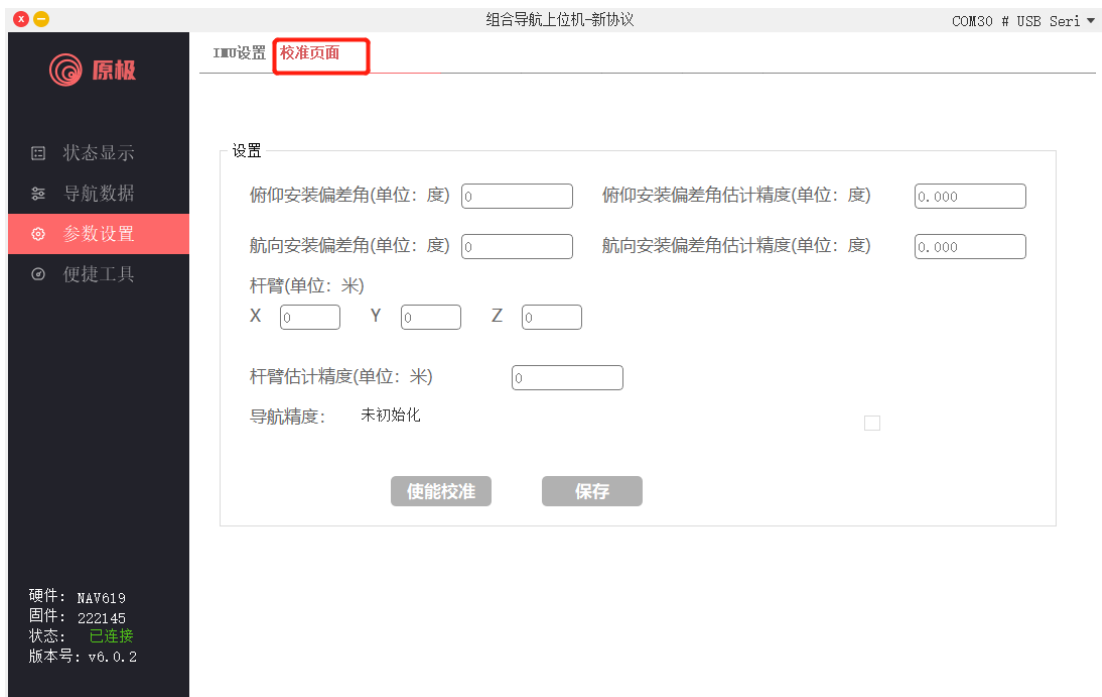 组合导航上位机-新协议
COM30 # USB Seri
原极
IMU设置 校准页面
状态显示
导航数据
参数设置
便捷工具
设置
俯仰安装偏差角(单位：度) 0 俯仰安装偏差角估计精度(单位：度) 0.000
航向安装偏差角(单位：度) 0 航向安装偏差角估计精度(单位：度) 0.000
杆臂(单位：米)
X 0 Y 0 Z 0
杆臂估计精度(单位：米) 0
导航精度： 未初始化
使能校准 保存
硬件: NAV619
固件: 222145
状态: 已连接
版本号: v6.0.2